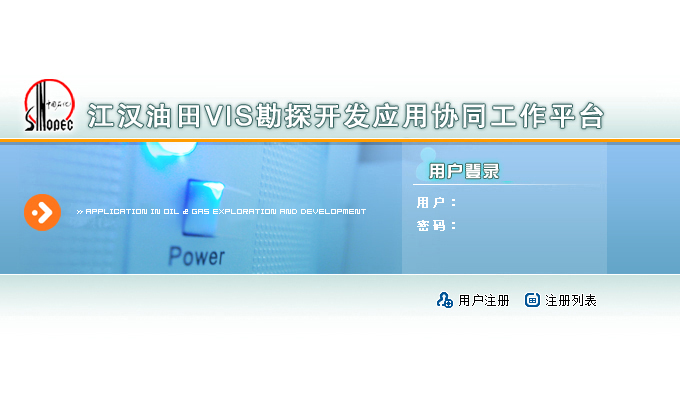 中国石化
SINOPEC
江汉油田VIS勘探开发应用协同工作平台
用户登录
用户：
密码：
» APPLICATION IN OIL & GAS EXPLORATION AND DEVELOPMENT
Power
用户注册
注册列表